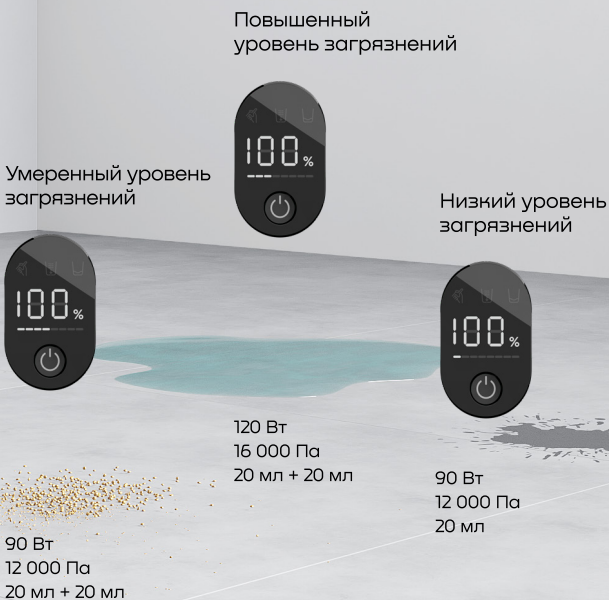 Повышенный
уровень загрязнений
100 %
Умеренный уровень
загрязнений
100 %
Низкий уровень
загрязнений
100 %
120 Вт
16 000 Па
20 мл + 20 мл
90 Вт
12 000 Па
20 мл
90 Вт
12 000 Па
20 мл + 20 мл